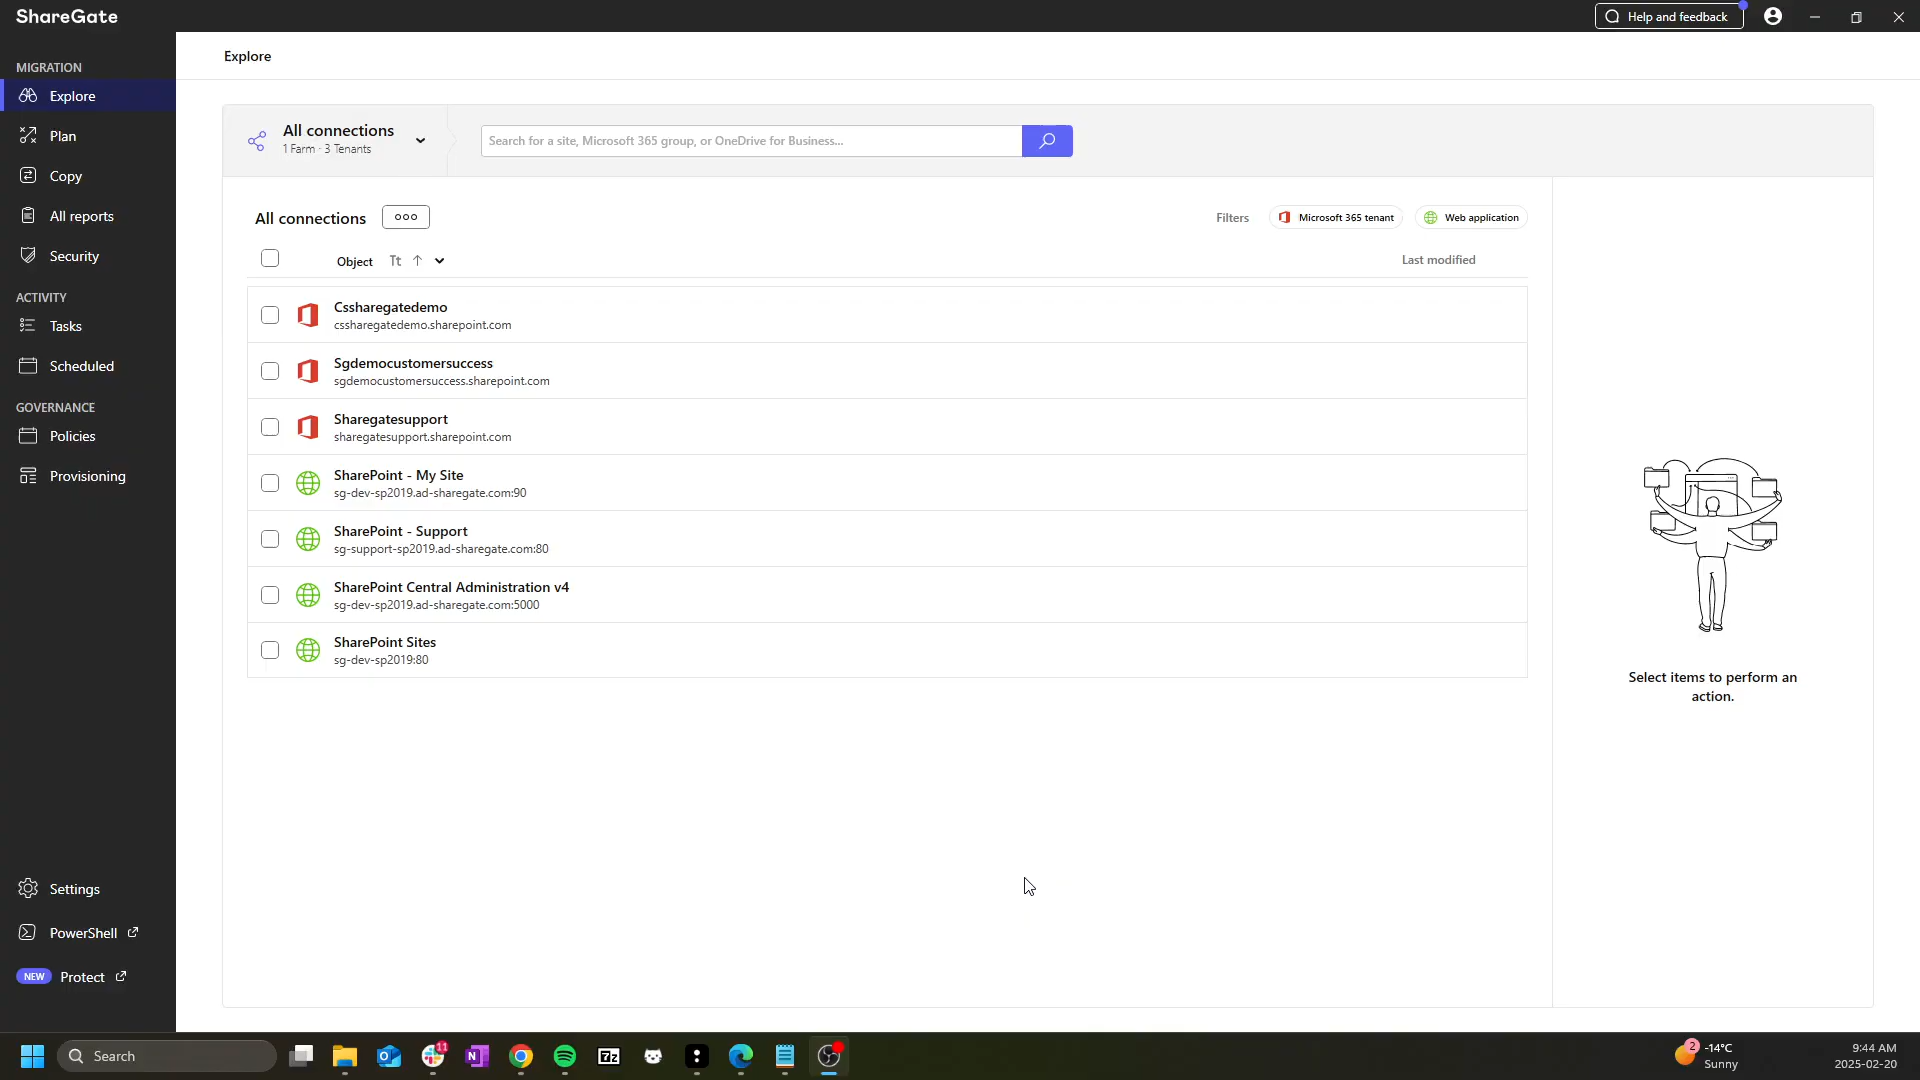 ShareGate
Help and feedback
MIGRATION
Explore
Plan
Copy
All reports
Security
ACTIVITY
Tasks
Scheduled
GOVERNANCE
Policies
Provisioning
Settings
PowerShell
NEW Protect
Explore
All connections
1 Farm · 3 Tenants
Search for a site, Microsoft 365 group, or OneDrive for Business...
All connections
Filters Microsoft 365 tenant Web application
Object Tt Last modified
Cssharegatedemo
cssharegatedemo.sharepoint.com
Sgdemocustomersuccess
sgdemocustomersuccess.sharepoint.com
Sharegatesupport
sharegatesupport.sharepoint.com
SharePoint - My Site
sg-dev-sp2019.ad-sharegate.com:90
SharePoint - Support
sg-support-sp2019.ad-sharegate.com:80
SharePoint Central Administration v4
sg-dev-sp2019.ad-sharegate.com:5000
SharePoint Sites
sg-dev-sp2019:80
Select items to perform an
action.
Search
11
N
7z
2
-14°C
Sunny
9:44 AM
2025-02-20